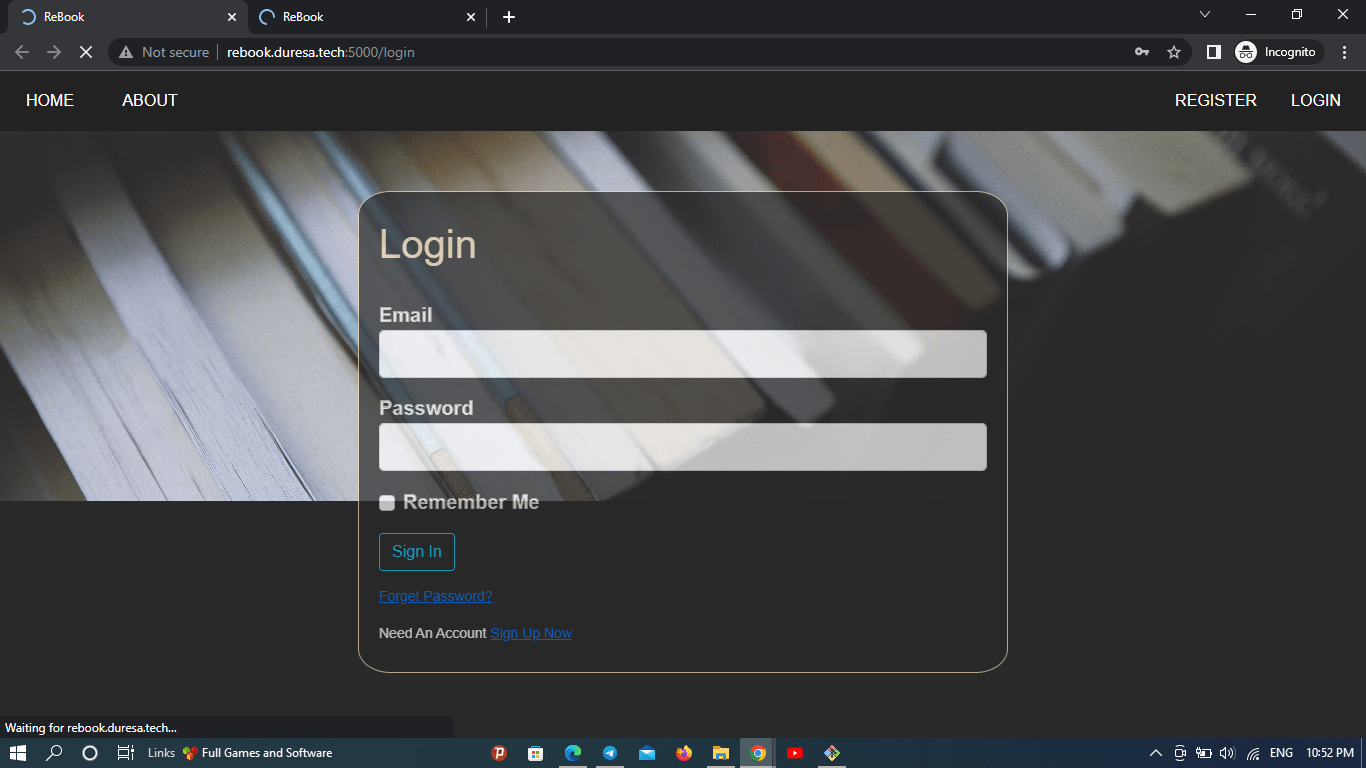 ReBook
ReBook
Not secure rebook.duresa.tech:5000/login
Incognito
HOME ABOUT REGISTER LOGIN
Login
Email
Password
Remember Me
Sign In
Forget Password?
Need An Account Sign Up Now
Waiting for rebook.duresa.tech...
Links Full Games and Software ENG 10:52 PM